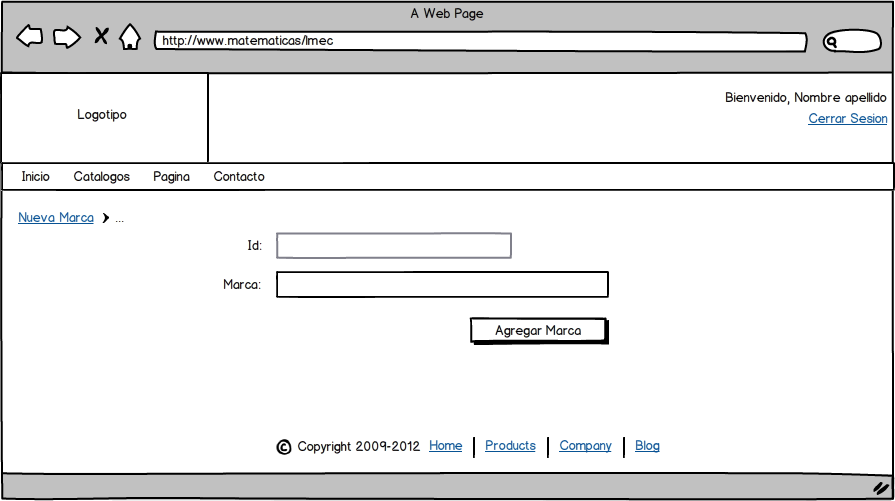 A Web Page
http://www.matematicas/lmec
Logotipo
Bienvenido, Nombre apellido
Cerrar Sesion
Inicio Catalogos Pagina Contacto
Nueva Marca ...
Id:
Marca:
Agregar Marca
© Copyright 2009-2012 Home Products Company Blog